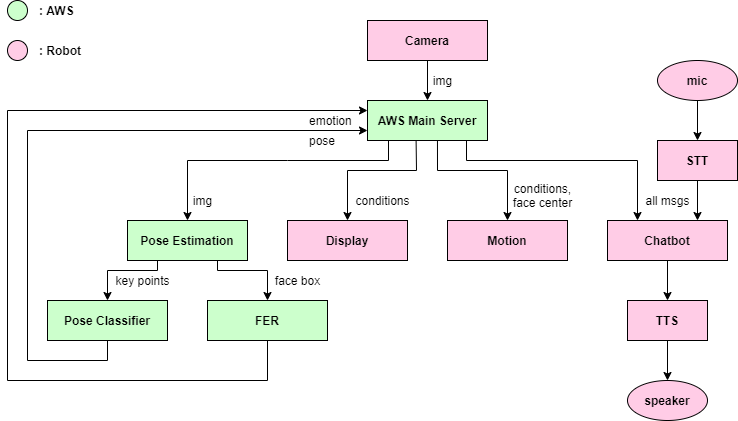 : AWS
: Robot
Camera
img
mic
AWS Main Server
emotion
pose
STT
img
conditions
conditions,
face center
all msgs
Pose Estimation
Display
Motion
Chatbot
key points
face box
Pose Classifier
FER
TTS
speaker